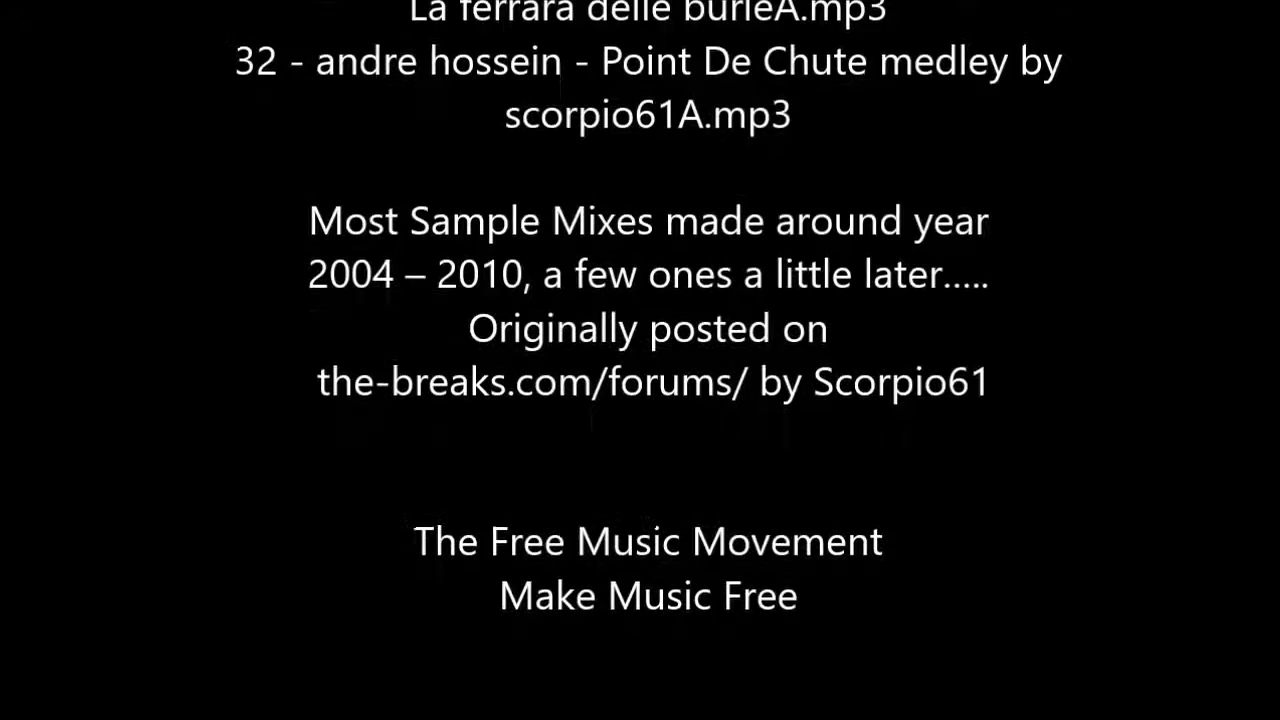 La ferrara delle burleA.mp3
32 - andre hossein - Point De Chute medley by
scorpio61A.mp3
Most Sample Mixes made around year
2004 – 2010, a few ones a little later.....
Originally posted on
the-breaks.com/forums/ by Scorpio61
The Free Music Movement
Make Music Free